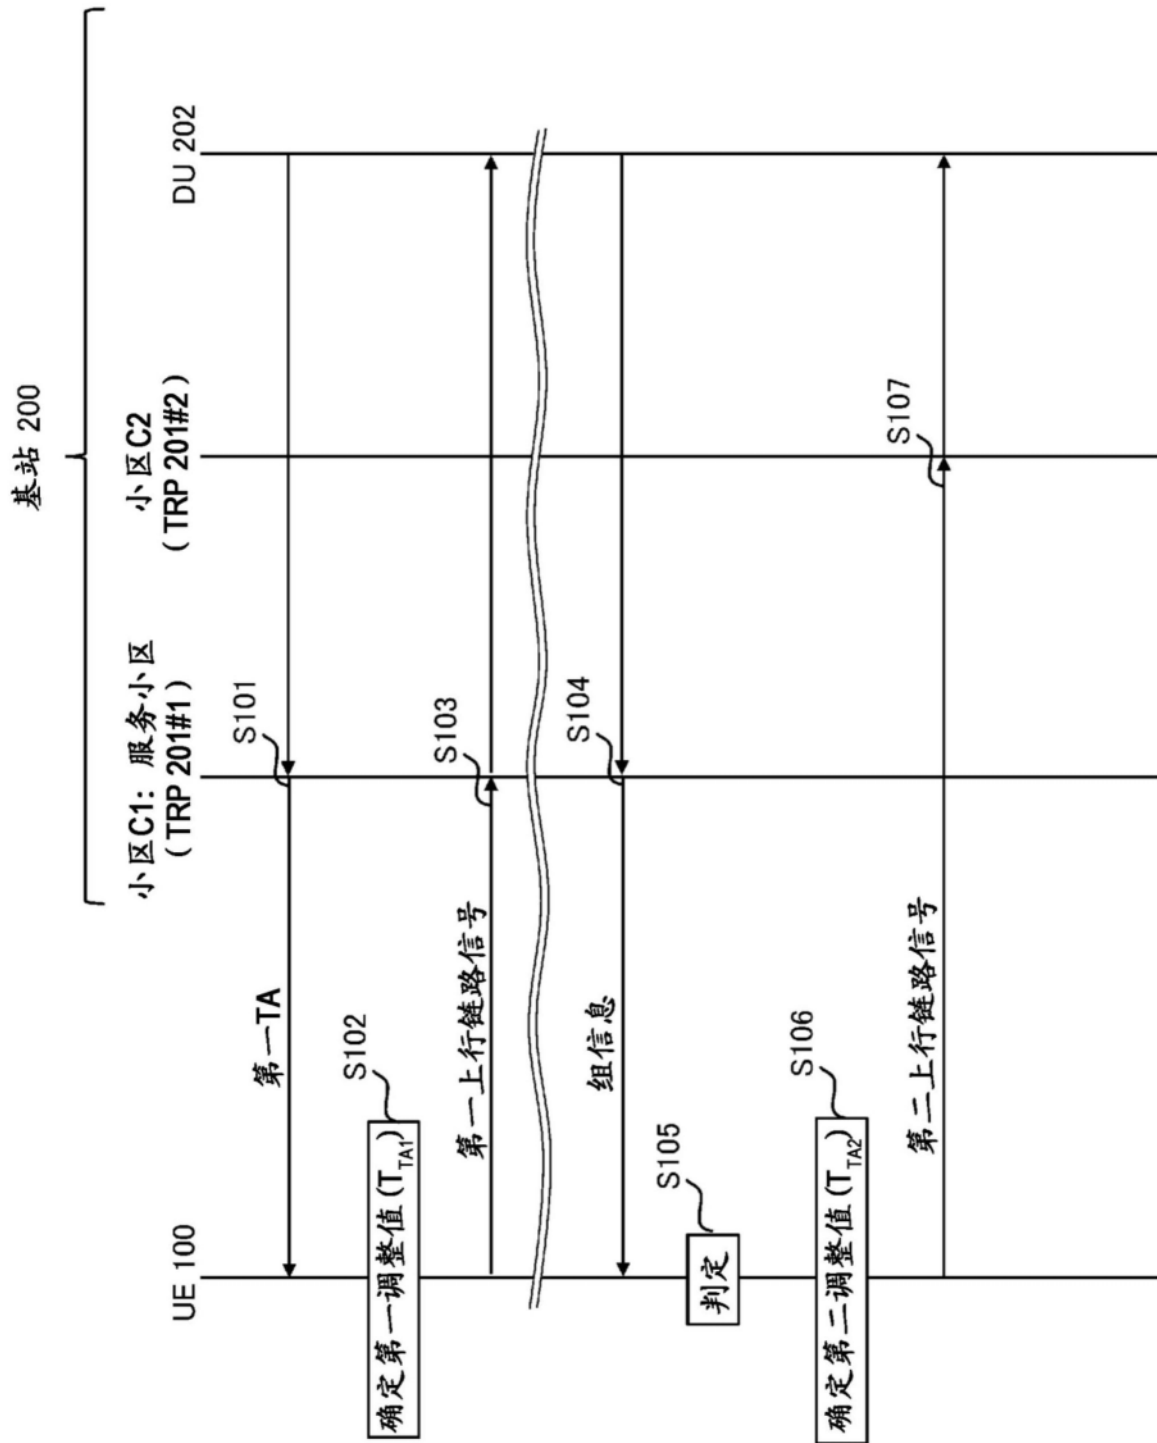 基站 200
UE 100
小区C1：服务小区
(TRP 201#1)
小区C2
(TRP 201#2)
DU 202
第一TA
S101
确定第一调整值(T_TA1)
S102
第一上行链路信号
S103
组信息
S104
判定
S105
确定第二调整值(T_TA2)
S106
第二上行链路信号
S107